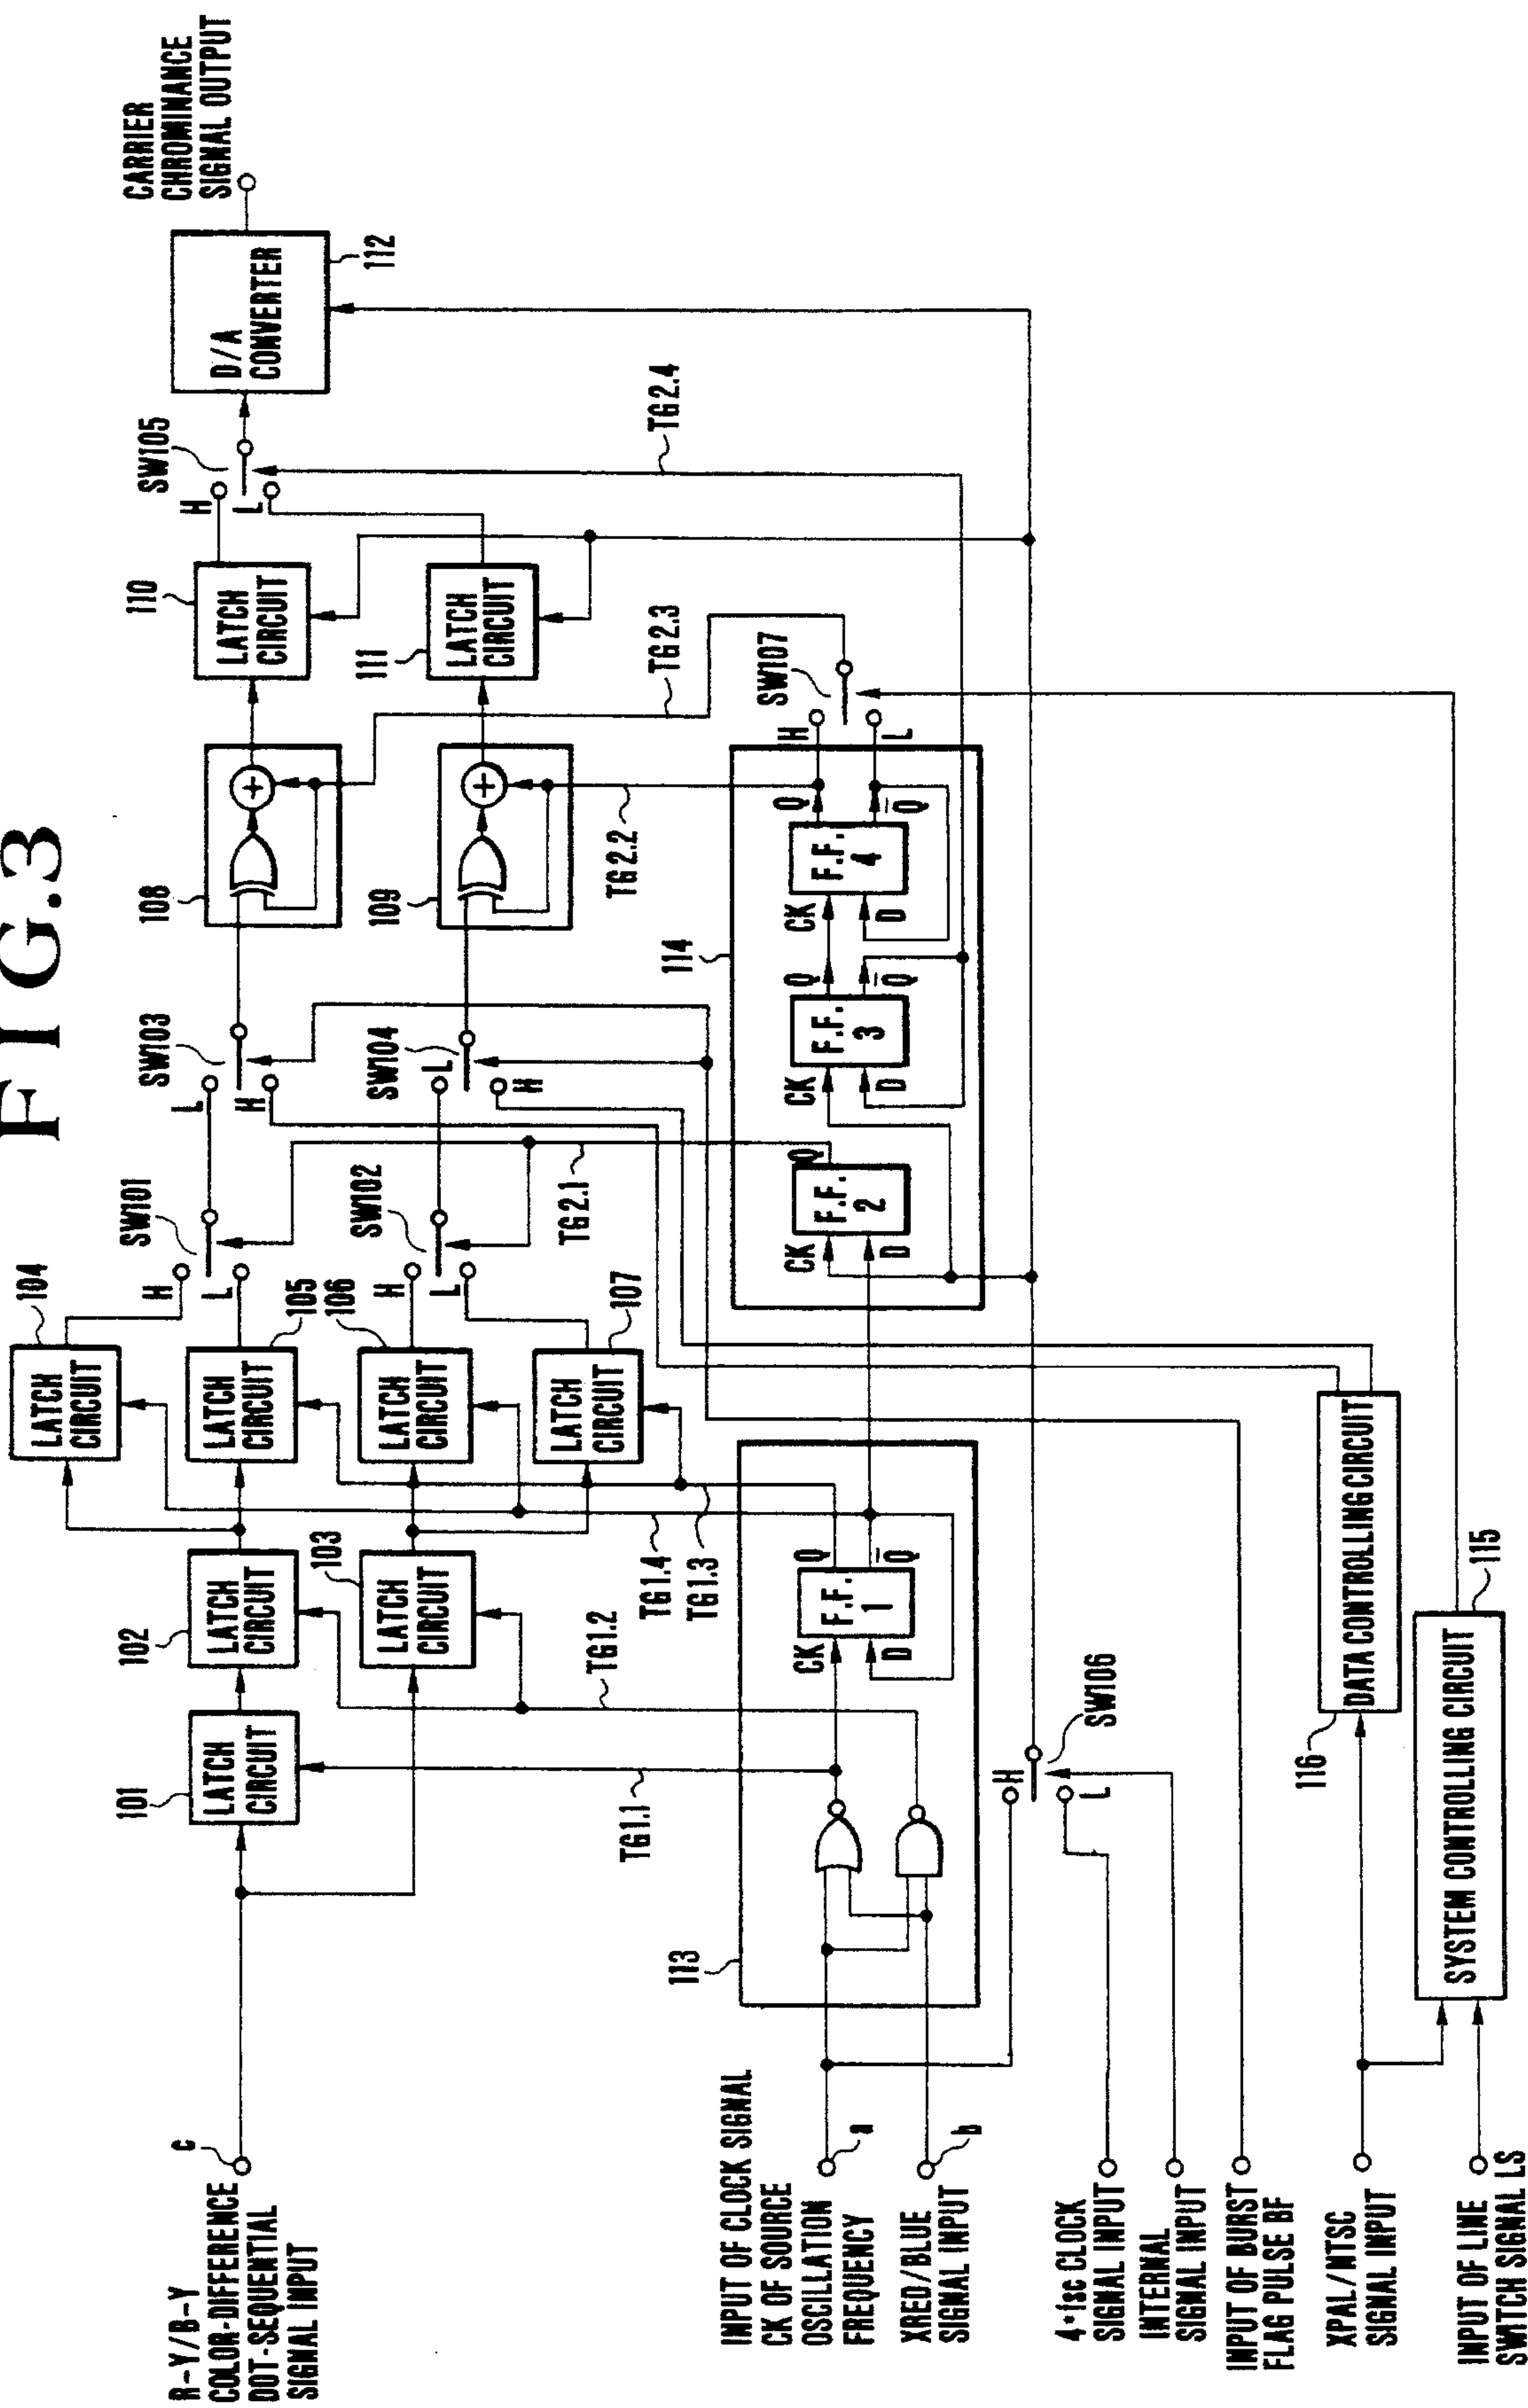 FIG.3
CARRIER
CHROMINANCE
SIGNAL OUTPUT
D/A
CONVERTER
112
SW105
H
L
TG2.4
110
LATCH
CIRCUIT
111
LATCH
CIRCUIT
TG2.3
SW107
H
L
108
109
TG2.2
114
Q
Q
F.F.
4
CK
D
Q
Q
F.F.
3
CK
D
Q
F.F.
2
CK
D
SW103
L
H
SW104
L
H
SW101
H
L
SW102
H
L
TG2.1
104
LATCH
CIRCUIT
105
LATCH
CIRCUIT
106
LATCH
CIRCUIT
107
LATCH
CIRCUIT
102
LATCH
CIRCUIT
103
LATCH
CIRCUIT
TG1.4
TG1.3
TG1.2
101
LATCH
CIRCUIT
TG1.1
Q
Q
F.F.
1
CK
D
113
SW106
H
L
116
DATA CONTROLLING CIRCUIT
115
SYSTEM CONTROLLING CIRCUIT
c
R-Y/B-Y
COLOR-DIFFERENCE
DOT-SEQUENTIAL
SIGNAL INPUT
a
INPUT OF CLOCK SIGNAL
CK OF SOURCE
OSCILLATION
FREQUENCY
b
XRED/BLUE
SIGNAL INPUT
4*fsc CLOCK
SIGNAL INPUT
INTERNAL
SIGNAL INPUT
INPUT OF BURST
FLAG PULSE BF
XPAL/NTSC
SIGNAL INPUT
INPUT OF LINE
SWITCH SIGNAL LS